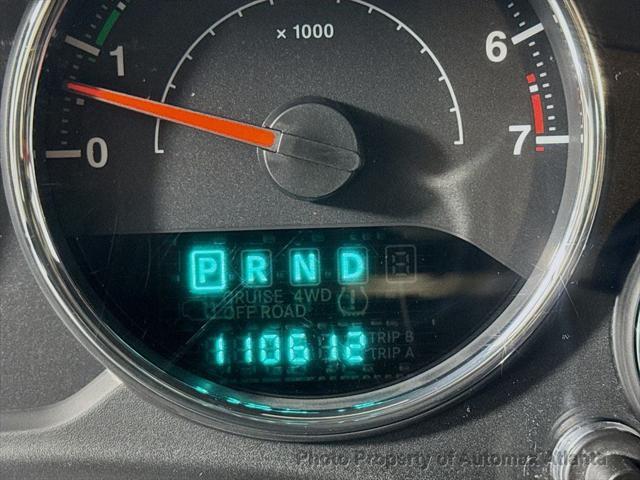 × 1000
1
6
0
7
P R N D
CRUISE 4WD
OFF ROAD
TRIP B
110612 TRIP A
Photo Property of Automax Atlanta